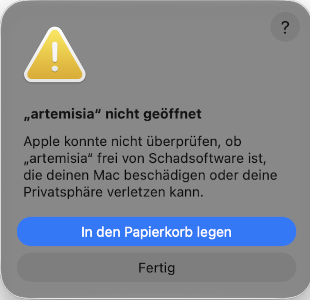 ?
„artemisia“ nicht geöffnet
Apple konnte nicht überprüfen, ob
„artemisia“ frei von Schadsoftware ist,
die deinen Mac beschädigen oder deine
Privatsphäre verletzen kann.
In den Papierkorb legen
Fertig